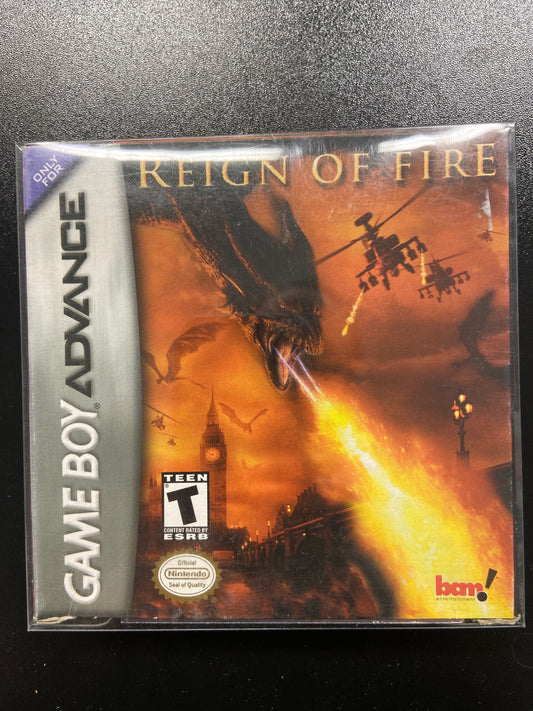 ONLY
FOR
REIGN OF FIRE
GAME BOY ADVANCE
TEEN
T
CONTENT RATED BY
ESRB
Official
Nintendo
Seal of Quality
bam!
entertainment